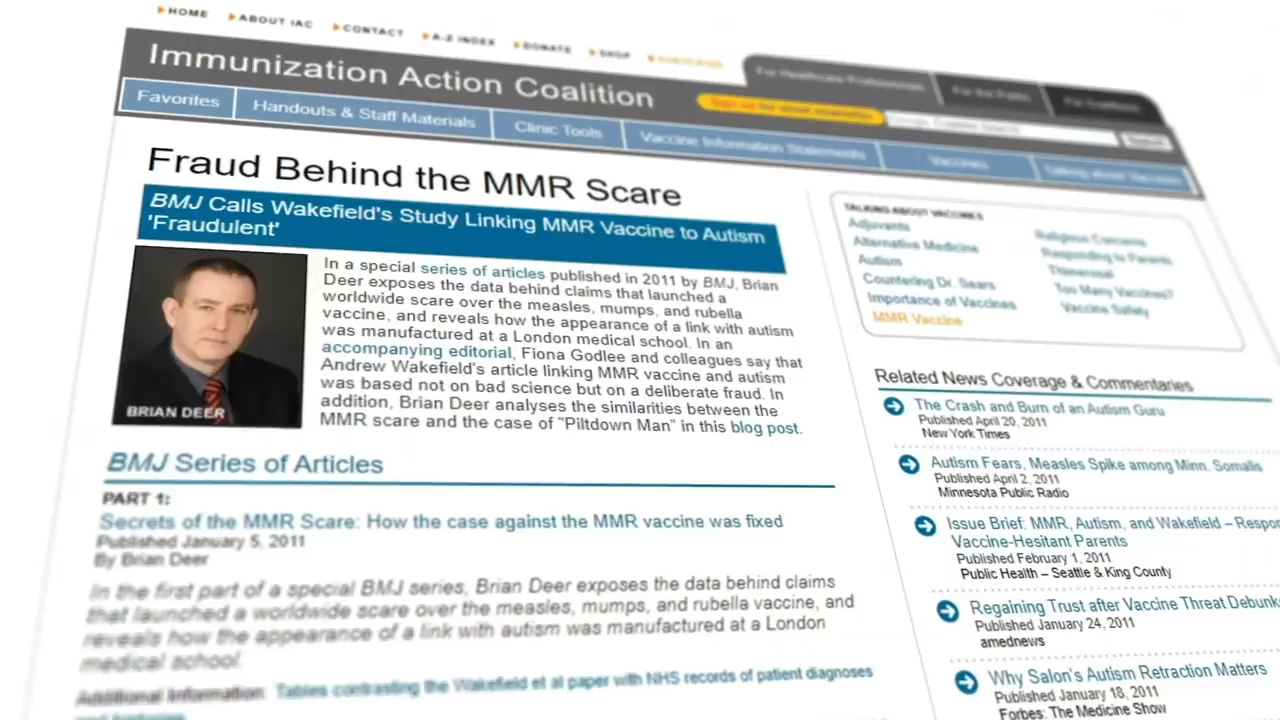 HOME
ABOUT IAC
CONTACT
A-Z INDEX
DONATE
SHOP
SUBSCRIBE
Immunization Action Coalition
For Healthcare Professionals
For the Public
For Coalitions
Sign up for email newsletter
Search
Favorites
Handouts & Staff Materials
Clinic Tools
Vaccine Information Statements
Vaccines
Talking about Vaccines
Fraud Behind the MMR Scare
BMJ Calls Wakefield's Study Linking MMR Vaccine to Autism
'Fraudulent'
BRIAN DEER
In a special series of articles published in 2011 by BMJ, Brian
Deer exposes the data behind claims that launched a
worldwide scare over the measles, mumps, and rubella
vaccine, and reveals how the appearance of a link with autism
was manufactured at a London medical school. In an
accompanying editorial, Fiona Godlee and colleagues say that
Andrew Wakefield's article linking MMR vaccine and autism
was based not on bad science but on a deliberate fraud. In
addition, Brian Deer analyses the similarities between the
MMR scare and the case of "Piltdown Man" in this blog post.
BMJ Series of Articles
PART 1:
Secrets of the MMR Scare: How the case against the MMR vaccine was fixed
Published January 5, 2011
By Brian Deer
In the first part of a special BMJ series, Brian Deer exposes the data behind claims
that launched a worldwide scare over the measles, mumps, and rubella vaccine, and
reveals how the appearance of a link with autism was manufactured at a London
medical school.
Additional Information: Tables contrasting the Wakefield et al paper with NHS records of patient diagnoses
TALKING ABOUT VACCINES
Adjuvants
Alternative Medicine
Autism
Countering Dr. Sears
Importance of Vaccines
MMR Vaccine
Religious Concerns
Responding to Parents
Thimerosal
Too Many Vaccines?
Vaccine Safety
Related News Coverage & Commentaries
The Crash and Burn of an Autism Guru
Published April 20, 2011
New York Times
Autism Fears, Measles Spike among Minn. Somalis
Published April 2, 2011
Minnesota Public Radio
Issue Brief: MMR, Autism, and Wakefield – Respon
Vaccine-Hesitant Parents
Published February 1, 2011
Public Health – Seattle & King County
Regaining Trust after Vaccine Threat Debunk
Published January 24, 2011
amednews
Why Salon's Autism Retraction Matters
Published January 18, 2011
Forbes: The Medicine Show